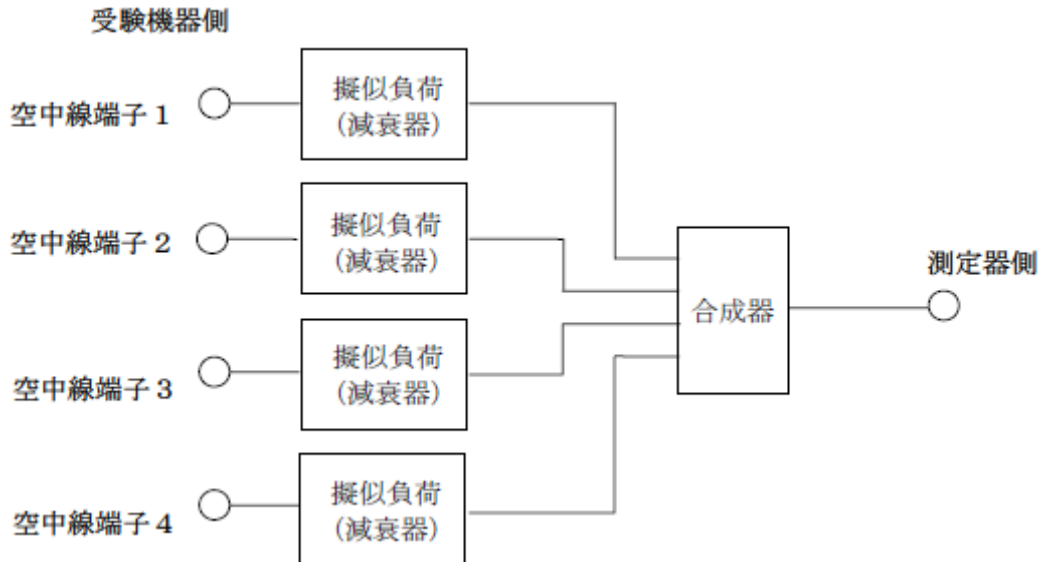 受験機器側
空中線端子1
擬似負荷
(減衰器)
空中線端子2
擬似負荷
(減衰器)
空中線端子3
擬似負荷
(減衰器)
空中線端子4
擬似負荷
(減衰器)
合成器
測定器側